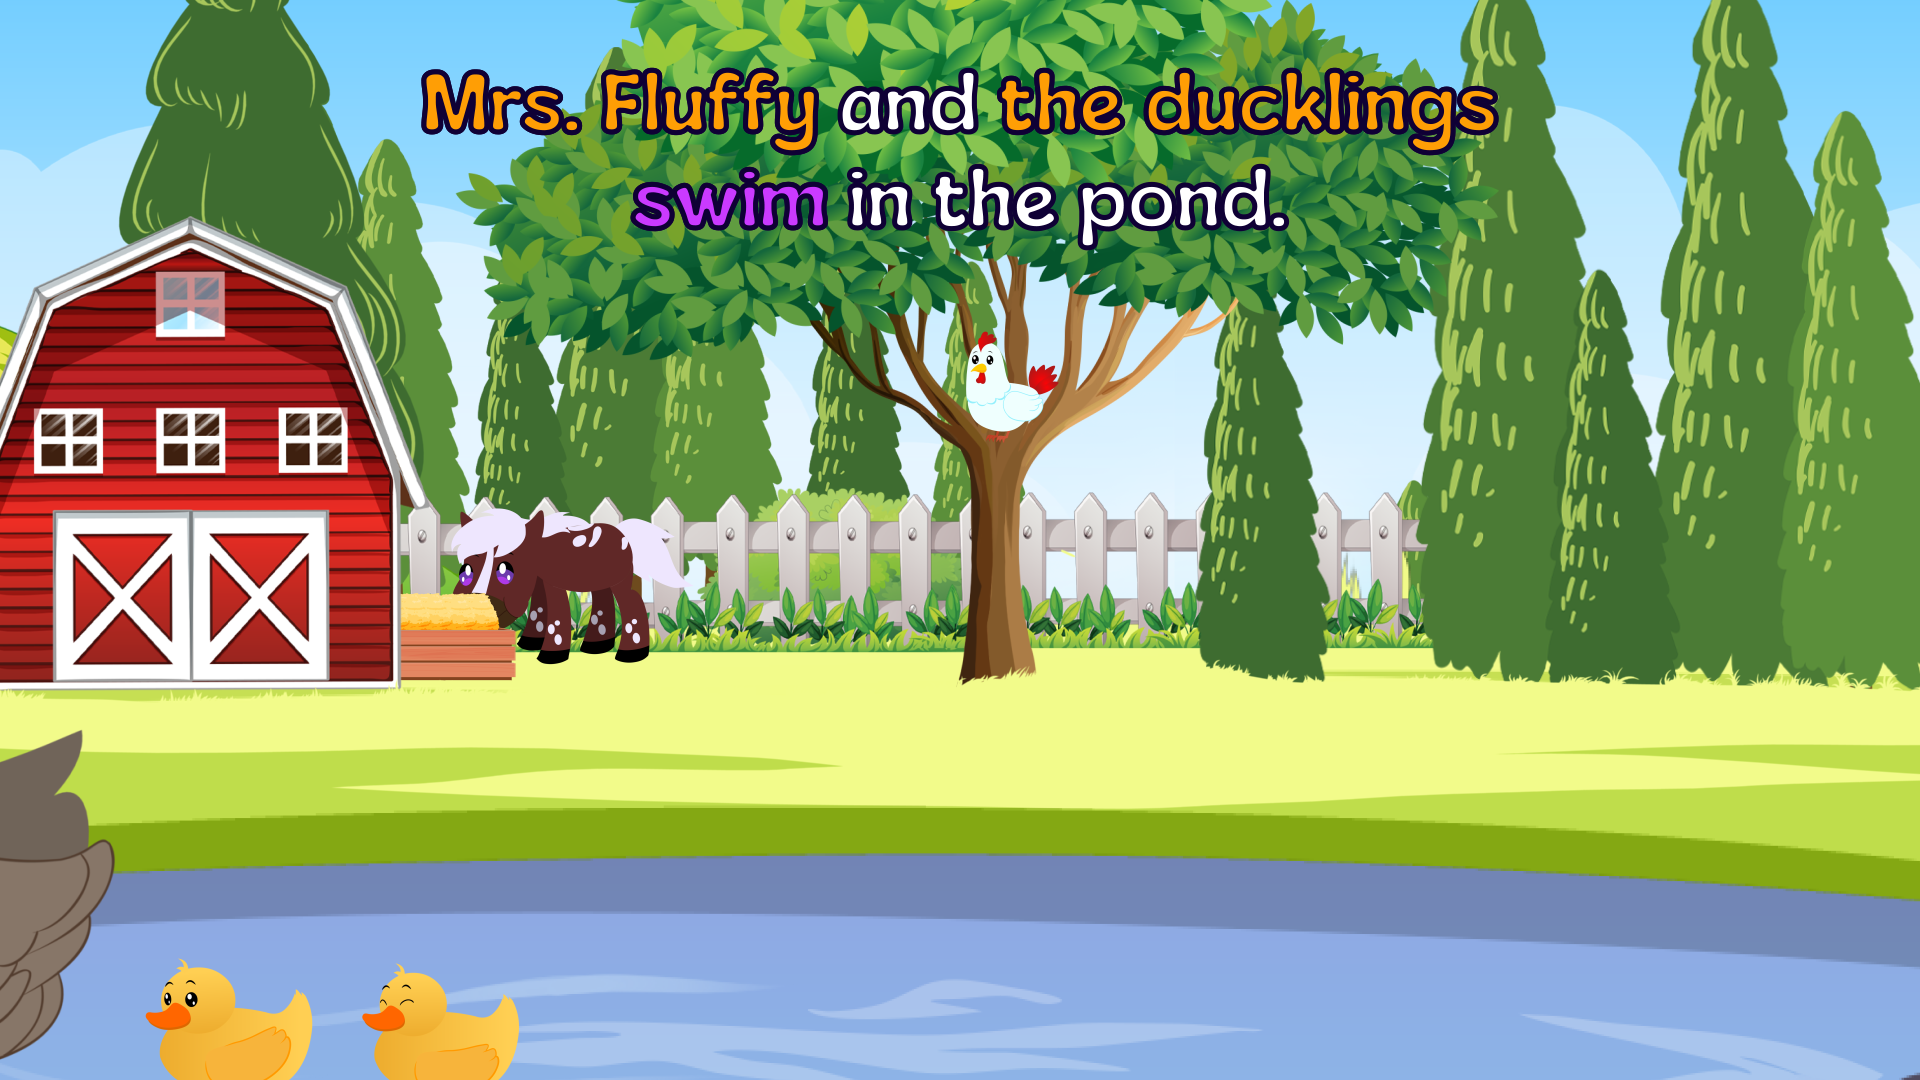 Mrs. Fluffy and the ducklings
swim in the pond.